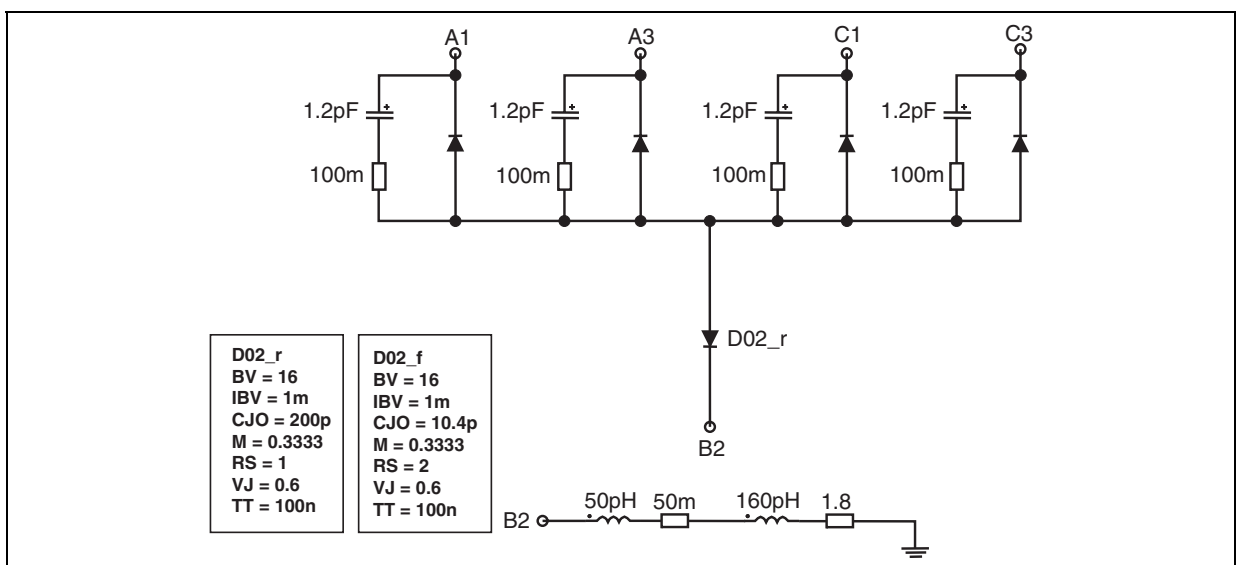 A1
A3
C1
C3
1.2pF
+
1.2pF
+
1.2pF
+
1.2pF
+
100m
100m
100m
100m
D02_r
D02_r
BV = 16
IBV = 1m
CJO = 200p
M = 0.3333
RS = 1
VJ = 0.6
TT = 100n
D02_f
BV = 16
IBV = 1m
CJO = 10.4p
M = 0.3333
RS = 2
VJ = 0.6
TT = 100n
B2
B2
50pH
50m
160pH
1.8